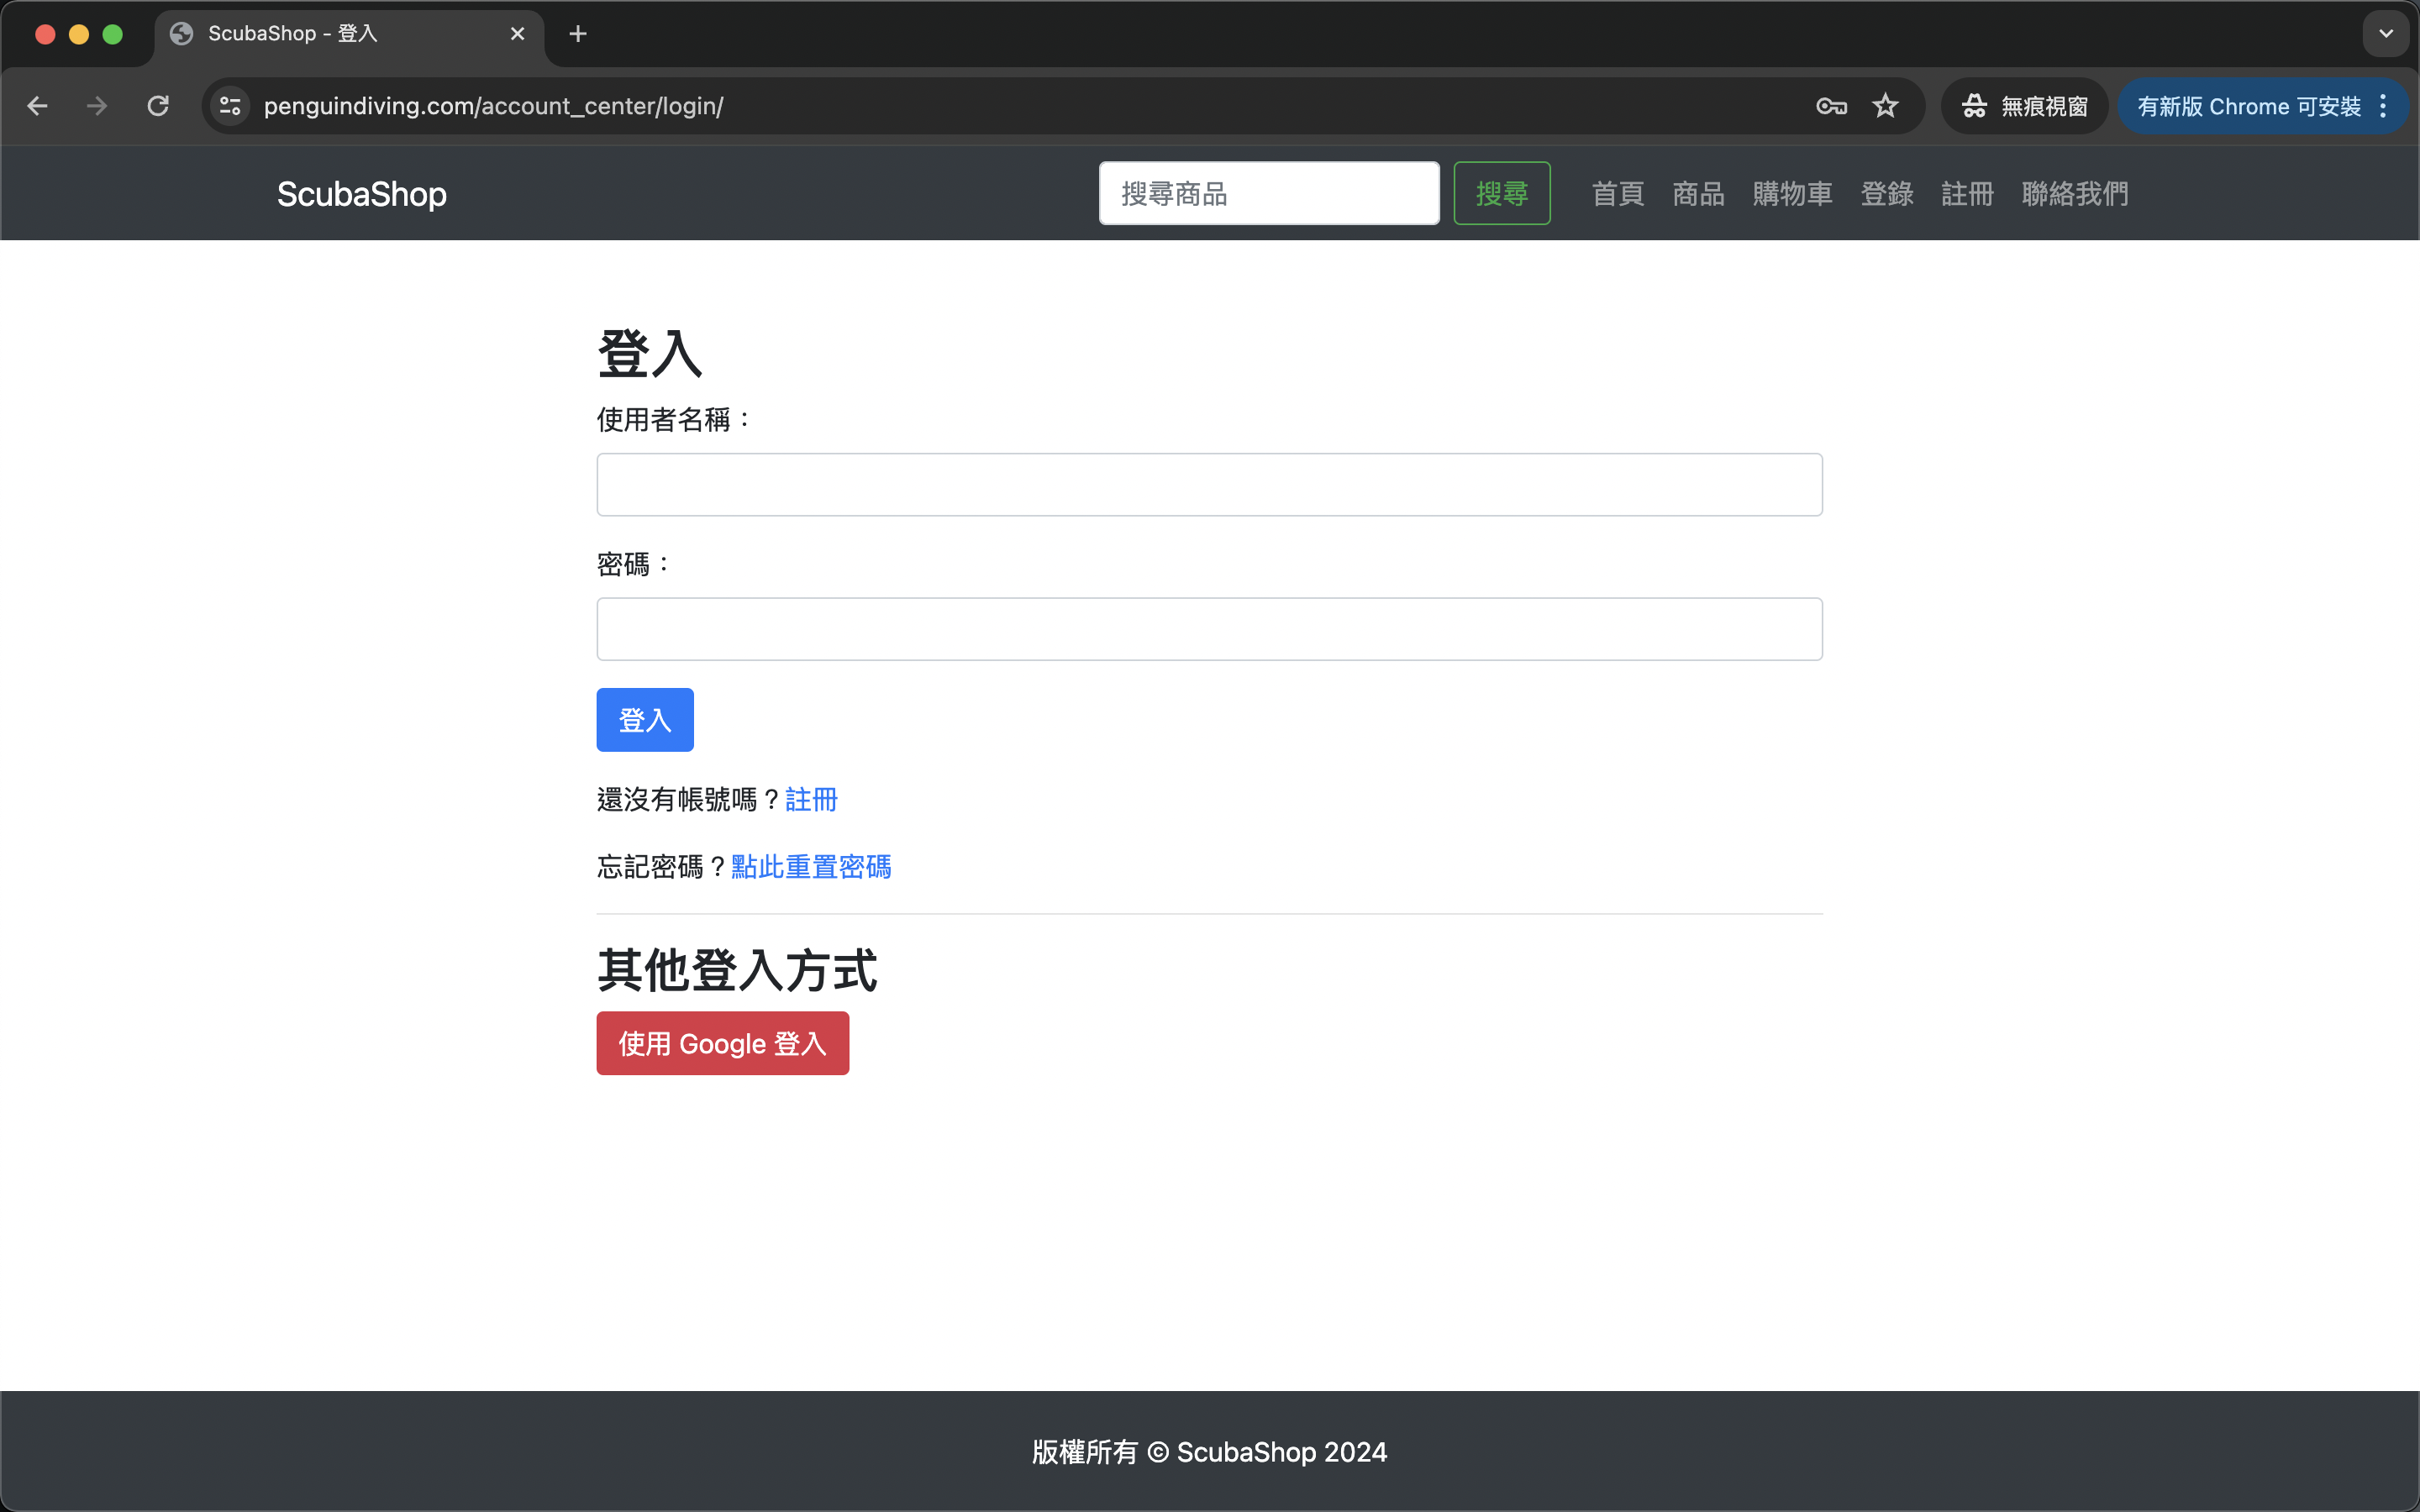 ScubaShop - 登入
penguindiving.com/account_center/login/
無痕視窗
有新版 Chrome 可安裝
ScubaShop
搜尋商品
搜尋
首頁 商品 購物車 登錄 註冊 聯絡我們
登入
使用者名稱：
密碼：
登入
還沒有帳號嗎？註冊
忘記密碼？點此重置密碼
其他登入方式
使用 Google 登入
版權所有 © ScubaShop 2024